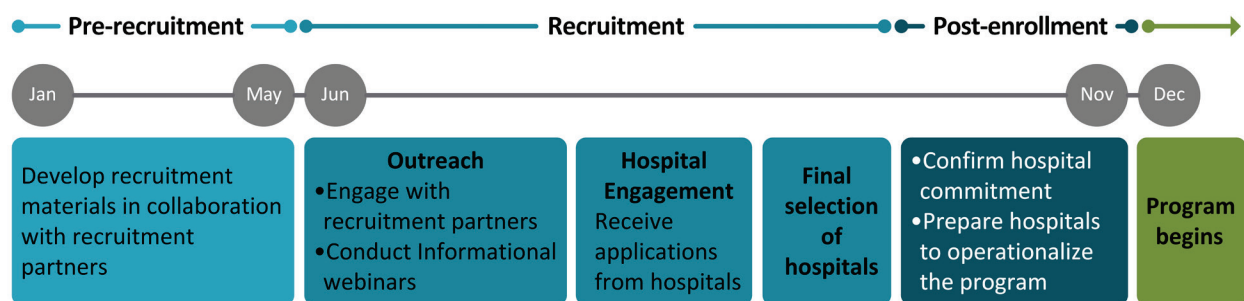 Pre-recruitment
Recruitment
Post-enrollment
Jan
May
Jun
Nov
Dec
Develop recruitment
materials in collaboration
with recruitment
partners
Outreach
•Engage with
recruitment partners
•Conduct Informational
webinars
Hospital
Engagement
Receive
applications
from hospitals
Final
selection
of
hospitals
•Confirm hospital
commitment
•Prepare hospitals
to operationalize
the program
Program
begins